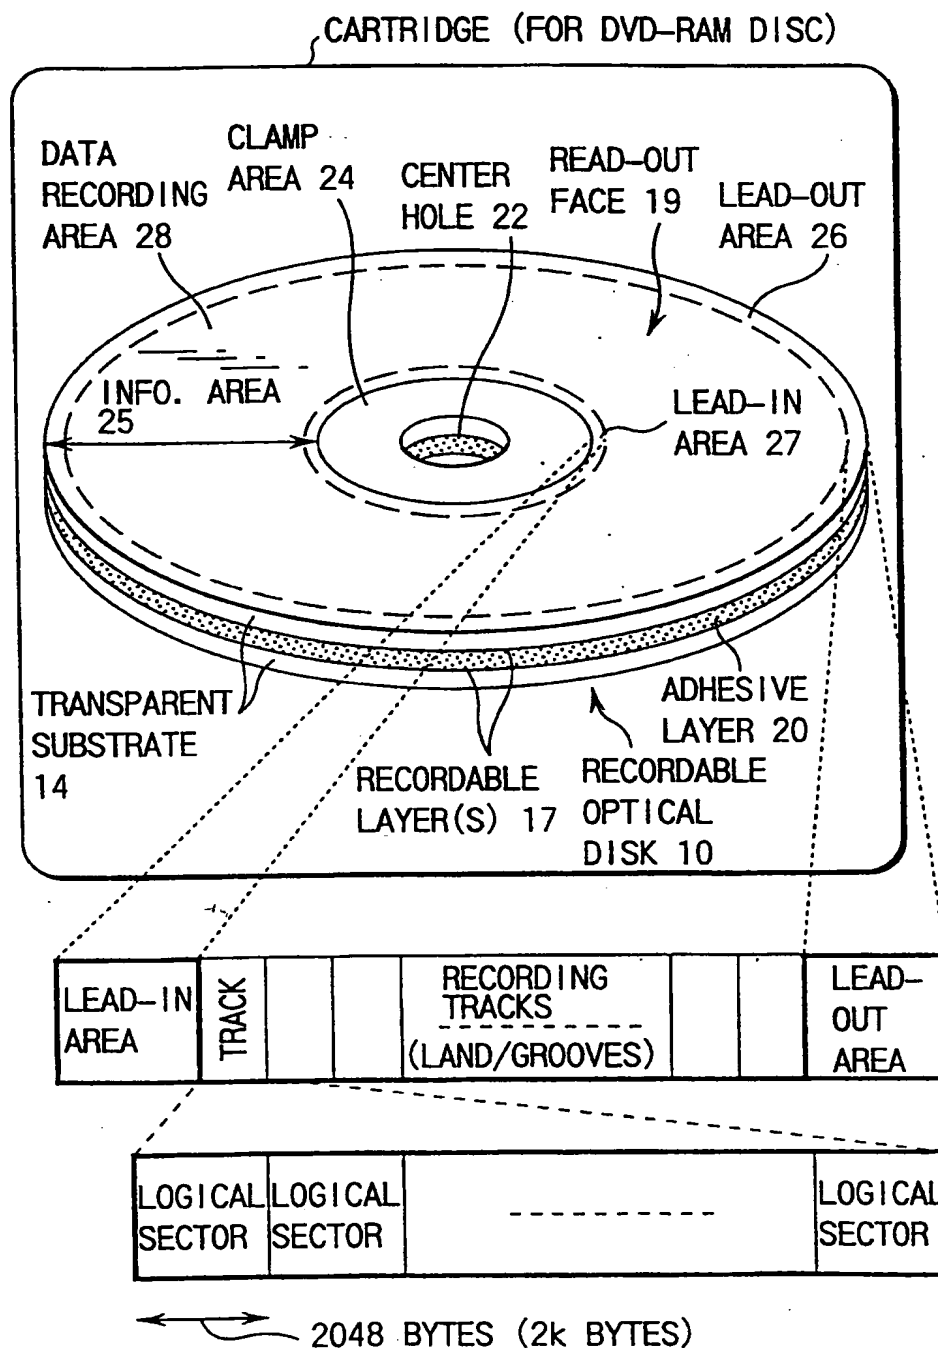 CARTRIDGE (FOR DVD-RAM DISC)
DATA
RECORDING
AREA 28
CLAMP
AREA 24
CENTER
HOLE 22
READ-OUT
FACE 19
LEAD-OUT
AREA 26
INFO. AREA
25
LEAD-IN
AREA 27
TRANSPARENT
SUBSTRATE
14
RECORDABLE
LAYER(S) 17
ADHESIVE
LAYER 20
RECORDABLE
OPTICAL
DISK 10
LEAD-IN
AREA
TRACK
RECORDING
TRACKS
(LAND/GROOVES)
LEAD-
OUT
AREA
LOGICAL
SECTOR
LOGICAL
SECTOR
LOGICAL
SECTOR
2048 BYTES (2k BYTES)